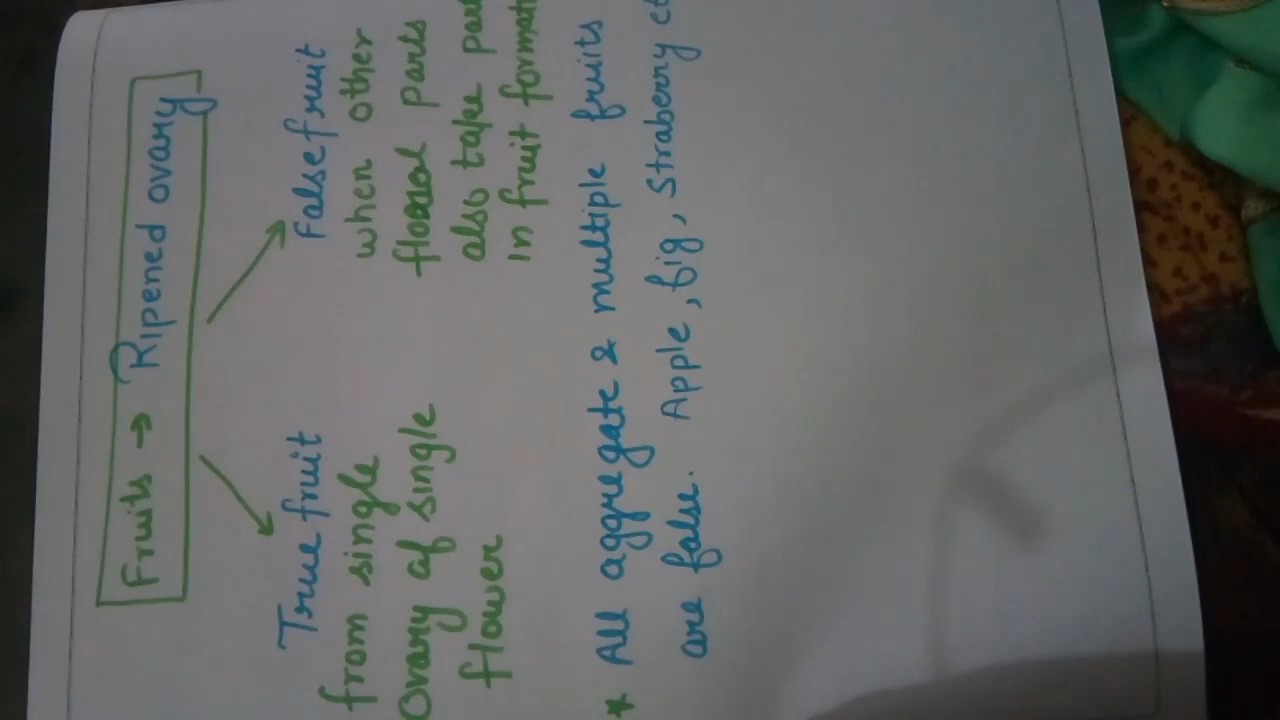 Fruits → Ripened ovary
True fruit
from single
Ovary of single
flower
False fruit
when other
floral parts
also take
In fruit
* All aggregate & multiple fruits
are false. Apple, fig, Straberry